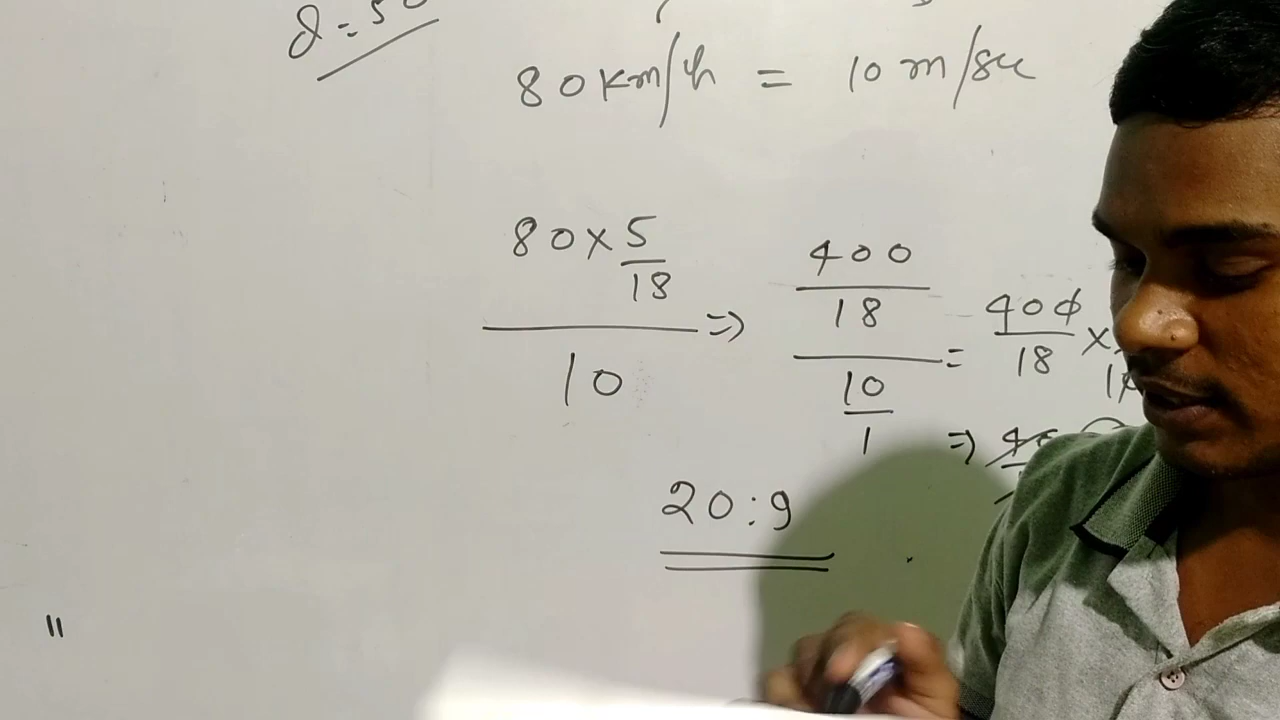 80 km/h = 10 m/sec
80 × 5/18 / 10 => 400/18 / 10/1 = 400/18 ×
=>
20 : 9
"